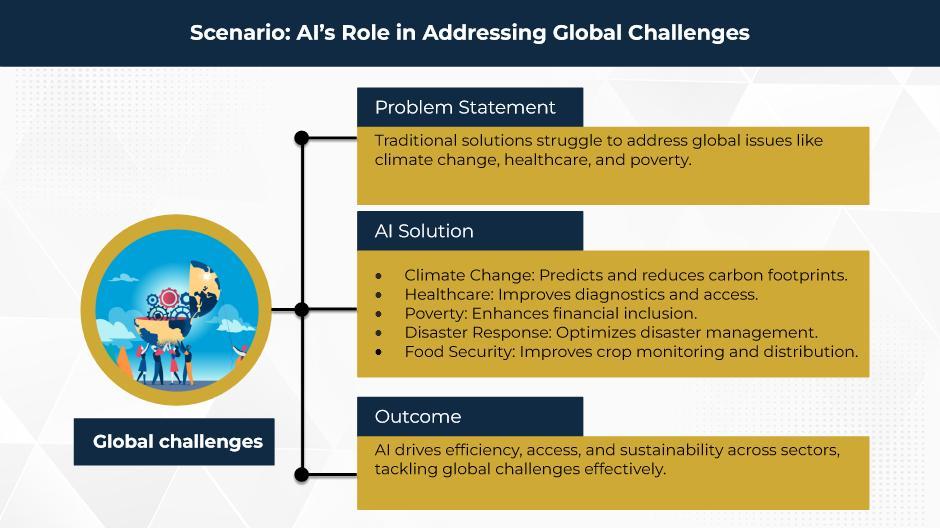 Scenario: AI's Role in Addressing Global Challenges
Problem Statement
Traditional solutions struggle to address global issues like
climate change, healthcare, and poverty.
AI Solution
• Climate Change: Predicts and reduces carbon footprints.
• Healthcare: Improves diagnostics and access.
• Poverty: Enhances financial inclusion.
• Disaster Response: Optimizes disaster management.
• Food Security: Improves crop monitoring and distribution.
Global challenges
Outcome
AI drives efficiency, access, and sustainability across sectors,
tackling global challenges effectively.